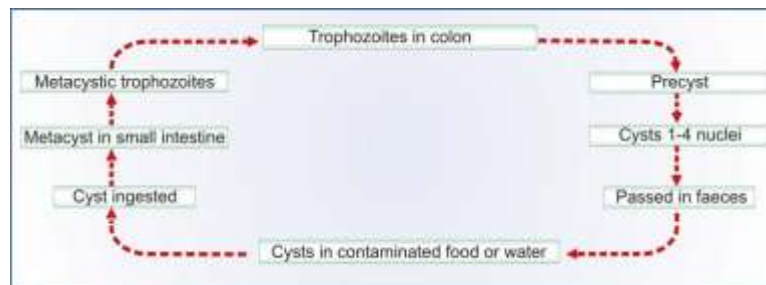 Trophozoites in colon
Metacystic trophozoites
Precyst
Metacyst in small intestine
Cysts 1-4 nuclei
Cyst ingested
Passed in faeces
Cysts in contaminated food or water